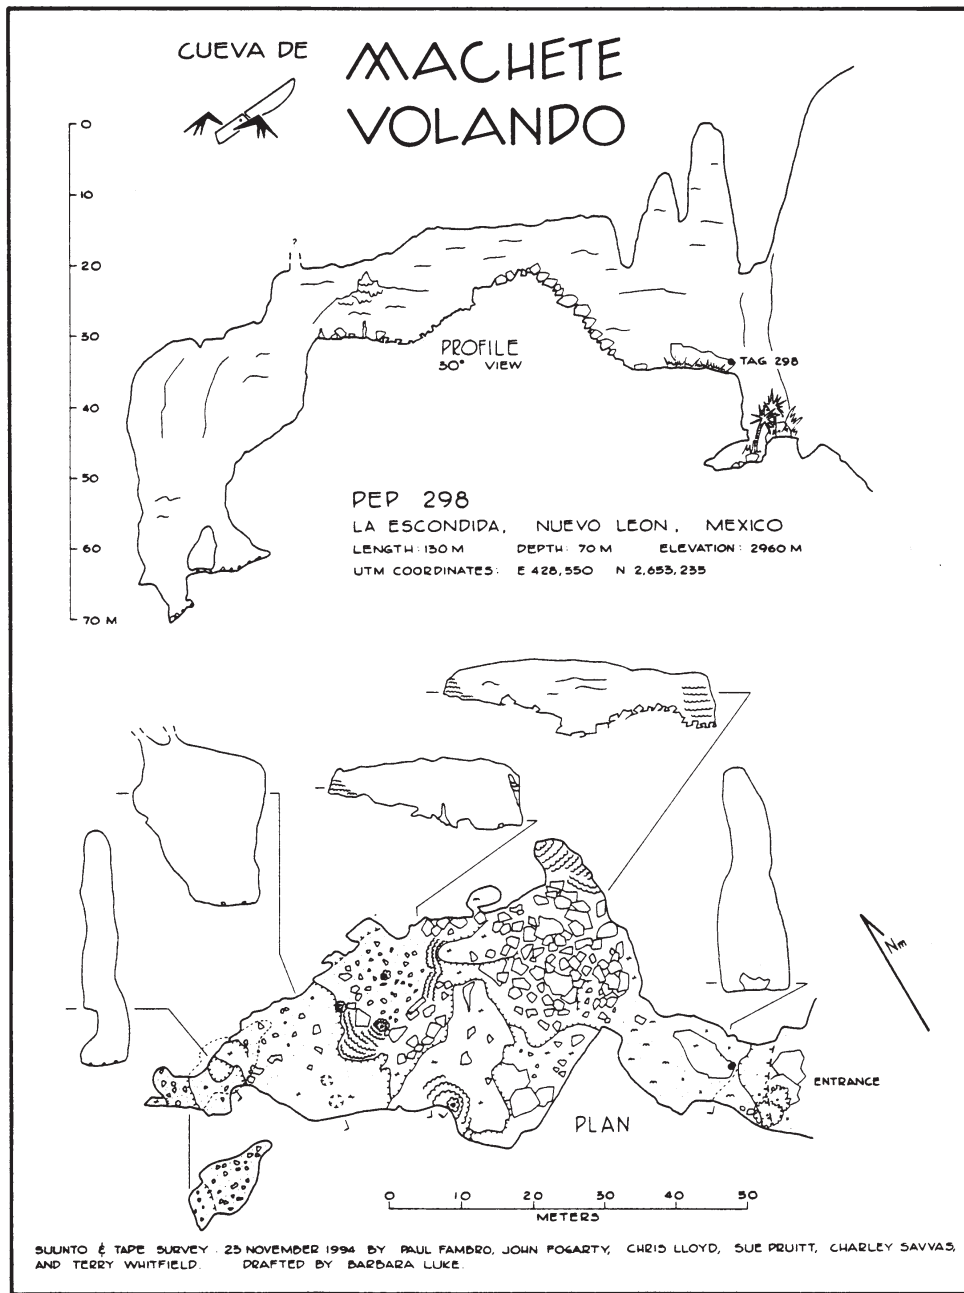 CUEVA DE
MACHETE
VOLANDO
0
10
20
30
40
50
60
70 M
?
PROFILE
30° VIEW
TAG 298
PEP 298
LA ESCONDIDA, NUEVO LEON, MEXICO
LENGTH: 130 M DEPTH: 70 M ELEVATION: 2960 M
UTM COORDINATES: E 428,550 N 2,653,235
Nm
ENTRANCE
PLAN
0 10 20 30 40 50
METERS
SUUNTO & TAPE SURVEY. 23 NOVEMBER 1994 BY PAUL FAMBRO, JOHN FOGARTY, CHRIS LLOYD, SUE PRUITT, CHARLEY SAVVAS,
AND TERRY WHITFIELD. DRAFTED BY BARBARA LUKE.